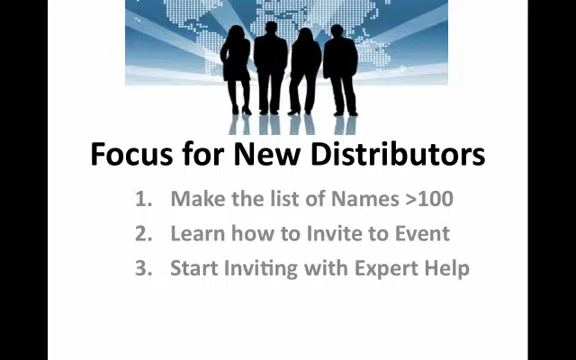 Focus for New Distributors
1. Make the list of Names >100
2. Learn how to Invite to Event
3. Start Inviting with Expert Help